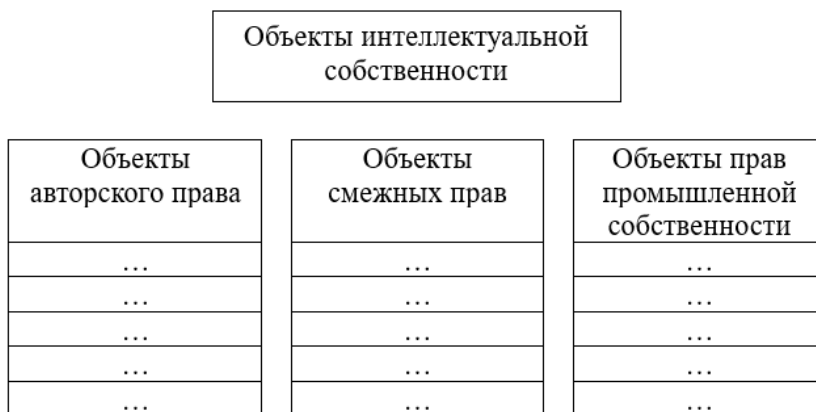 Объекты интеллектуальной
собственности
Объекты
авторского права
…
…
…
…
…
Объекты
смежных прав
…
…
…
…
…
Объекты прав
промышленной
собственности
…
…
…
…
…